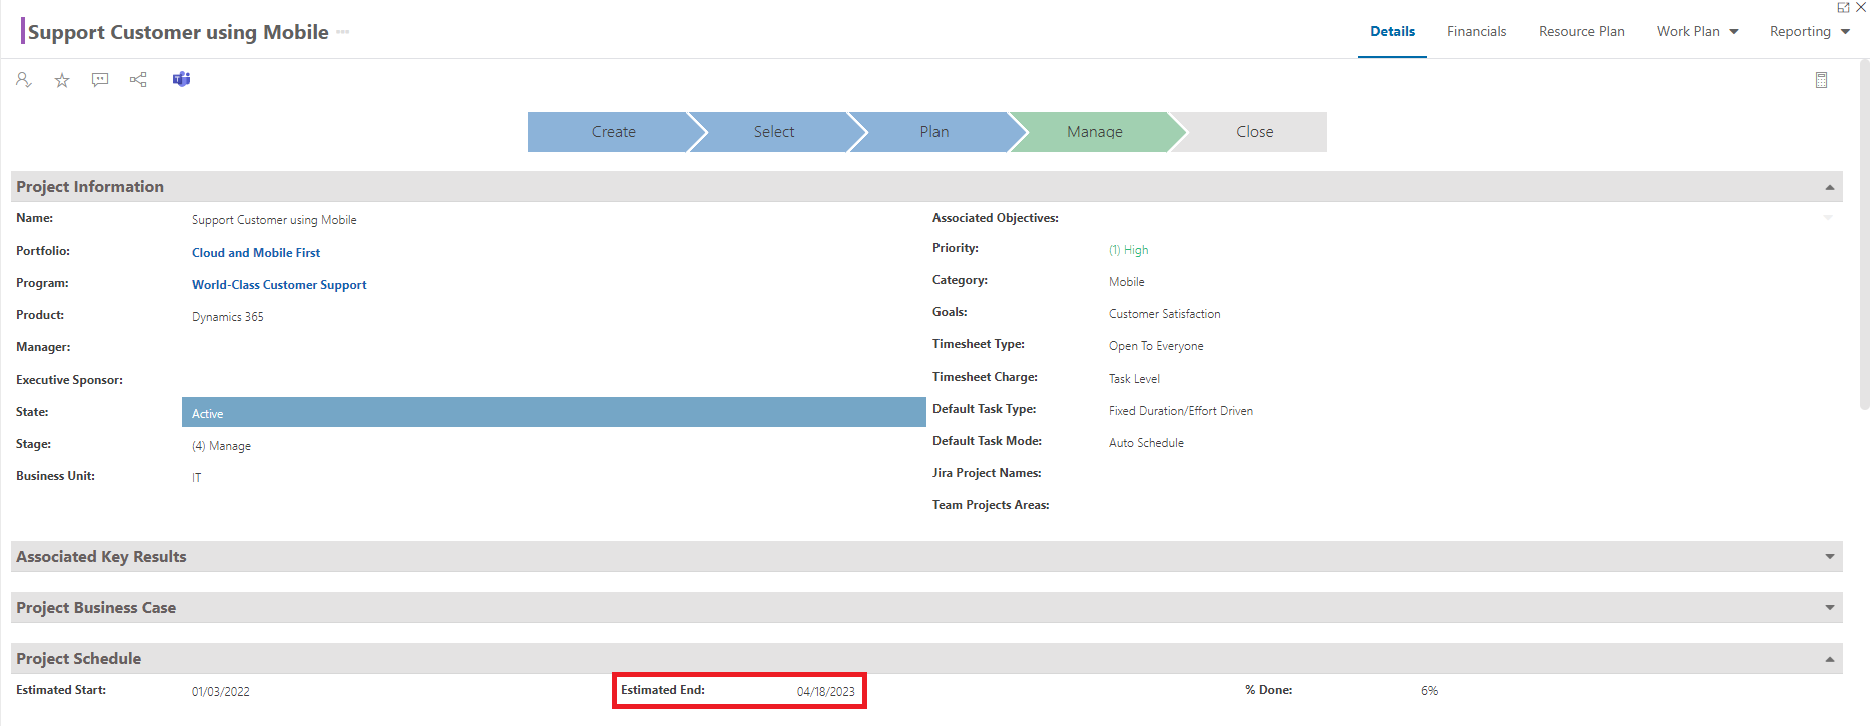 Support Customer using Mobile
Details Financials Resource Plan Work Plan Reporting
Create Select Plan Manage Close
Project Information
Name: Support Customer using Mobile
Portfolio: Cloud and Mobile First
Program: World-Class Customer Support
Product: Dynamics 365
Manager:
Executive Sponsor:
State: Active
Stage: (4) Manage
Business Unit: IT
Associated Objectives:
Priority: (1) High
Category: Mobile
Goals: Customer Satisfaction
Timesheet Type: Open To Everyone
Timesheet Charge: Task Level
Default Task Type: Fixed Duration/Effort Driven
Default Task Mode: Auto Schedule
Jira Project Names:
Team Projects Areas:
Associated Key Results
Project Business Case
Project Schedule
Estimated Start: 01/03/2022 Estimated End: 04/18/2023 % Done: 6%